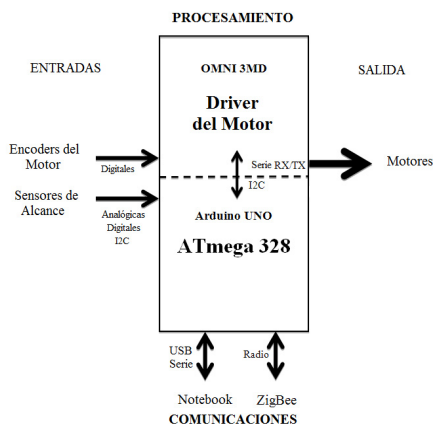 PROCESAMIENTO
ENTRADAS
OMNI 3MD
SALIDA
Driver
del Motor
Encoders del
Motor
Digitales
Serie RX/TX
I2C
Motores
Sensores de
Alcance
Analógicas
Digitales
I2C
Arduino UNO
ATmega 328
USB
Serie
Radio
Notebook
ZigBee
COMUNICACIONES